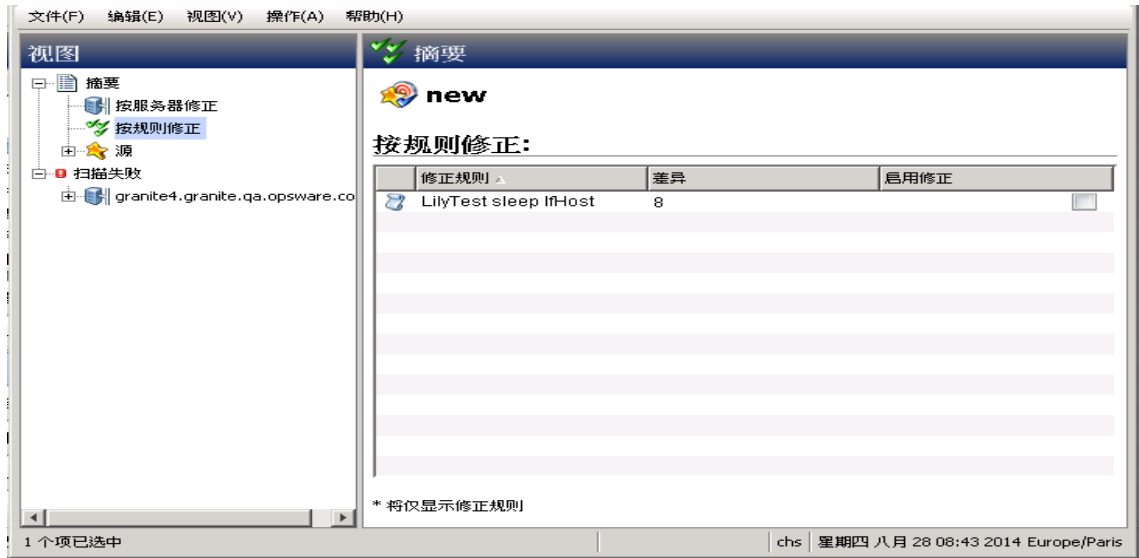 文件(F) 编辑(E) 视图(V) 操作(A) 帮助(H)
视图
摘要
按服务器修正
按规则修正
源
扫描失败
granite4.granite.qa.opsware.co
摘要
new
按规则修正:
修正规则 差异 启用修正
LilyTest sleep IfHost 8
* 将仅显示修正规则
1 个项已选中
chs 星期四 八月 28 08:43 2014 Europe/Paris